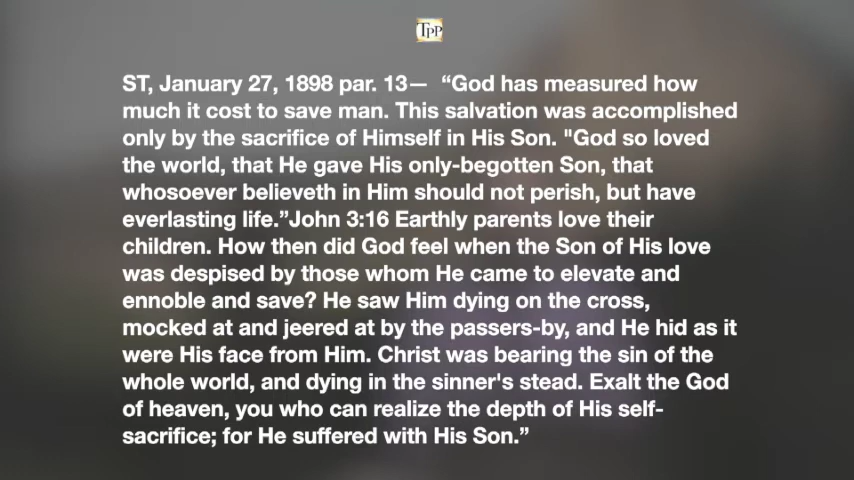 TPP
ST, January 27, 1898 par. 13— “God has measured how
much it cost to save man. This salvation was accomplished
only by the sacrifice of Himself in His Son. "God so loved
the world, that He gave His only-begotten Son, that
whosoever believeth in Him should not perish, but have
everlasting life.”John 3:16 Earthly parents love their
children. How then did God feel when the Son of His love
was despised by those whom He came to elevate and
ennoble and save? He saw Him dying on the cross,
mocked at and jeered at by the passers-by, and He hid as it
were His face from Him. Christ was bearing the sin of the
whole world, and dying in the sinner's stead. Exalt the God
of heaven, you who can realize the depth of His self-
sacrifice; for He suffered with His Son.”